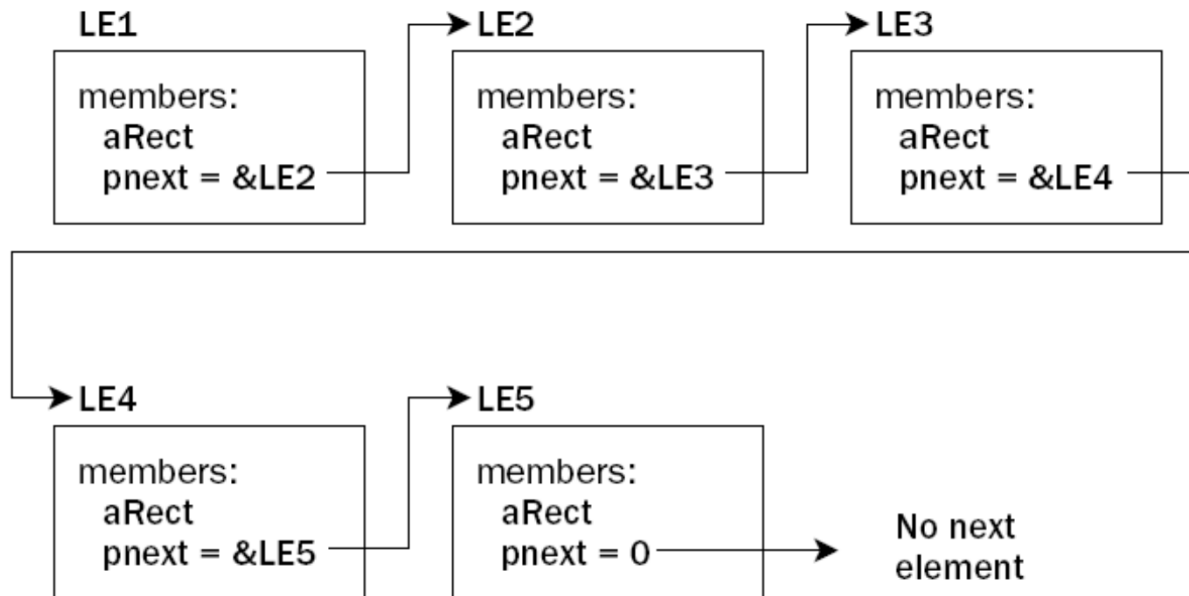 LE1
members:
aRect
pnext = &LE2
LE2
members:
aRect
pnext = &LE3
LE3
members:
aRect
pnext = &LE4
LE4
members:
aRect
pnext = &LE5
LE5
members:
aRect
pnext = 0
No next
element